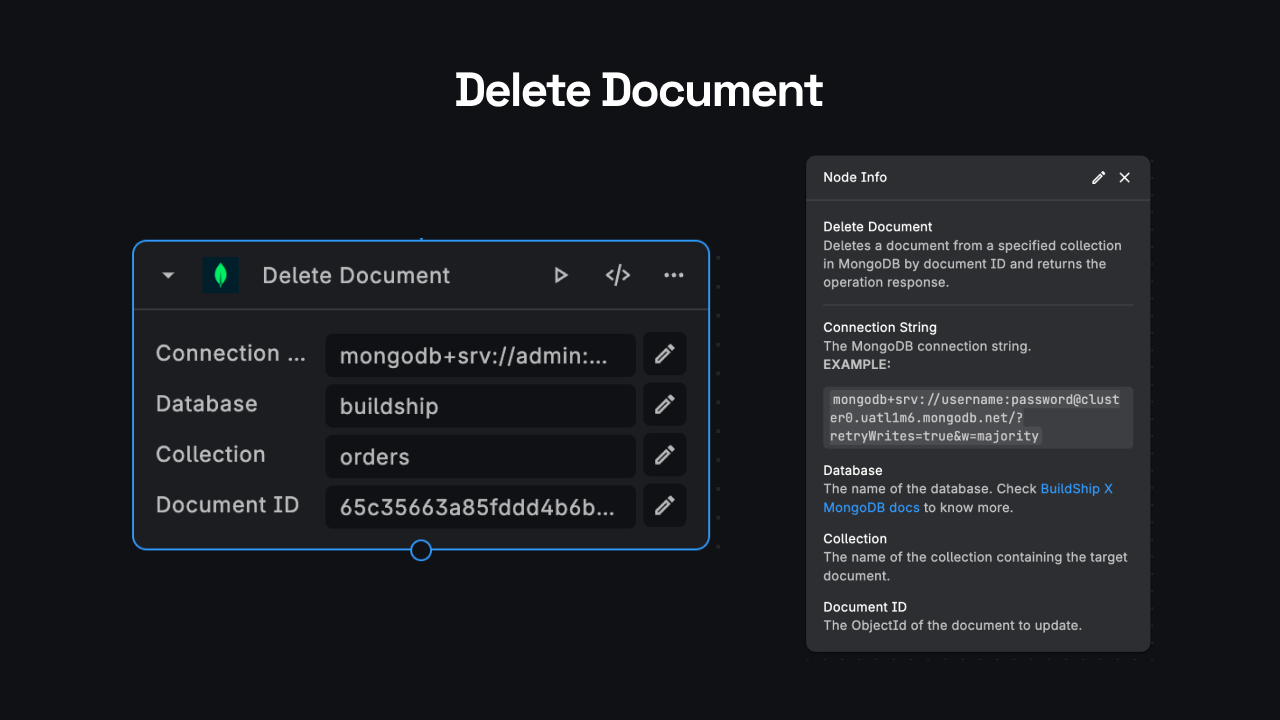 Delete Document
Delete Document
Connection ...
mongodb+srv://admin:...
Database
buildship
Collection
orders
Document ID
65c35663a85fddd4b6b...
Node Info
Delete Document
Deletes a document from a specified collection
in MongoDB by document ID and returns the
operation response.
Connection String
The MongoDB connection string.
EXAMPLE:
mongodb+srv://username:password@clust
er0.uatl1m6.mongodb.net/?
retryWrites=true&w=majority
Database
The name of the database. Check BuildShip X
MongoDB docs to know more.
Collection
The name of the collection containing the target
document.
Document ID
The ObjectId of the document to update.